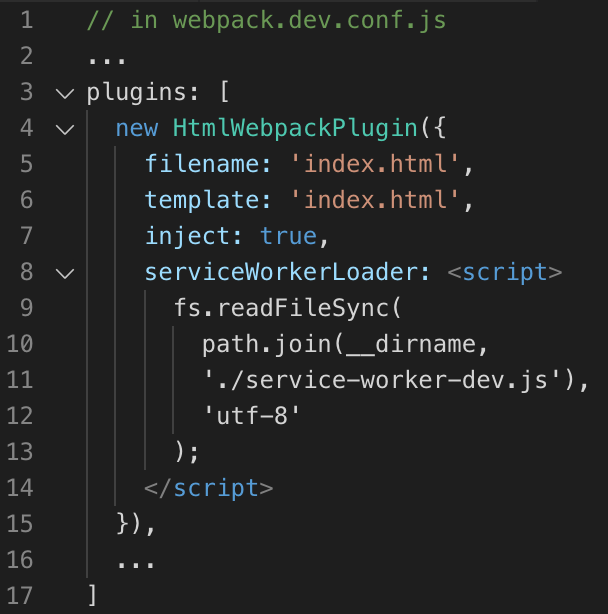 1 // in webpack.dev.conf.js
2 ...
3 plugins: [
4 new HtmlWebpackPlugin({
5 filename: 'index.html',
6 template: 'index.html',
7 inject: true,
8 serviceWorkerLoader: <script>
9 fs.readFileSync(
10 path.join(__dirname,
11 './service-worker-dev.js'),
12 'utf-8'
13 );
14 </script>
15 }),
16 ...
17 ]